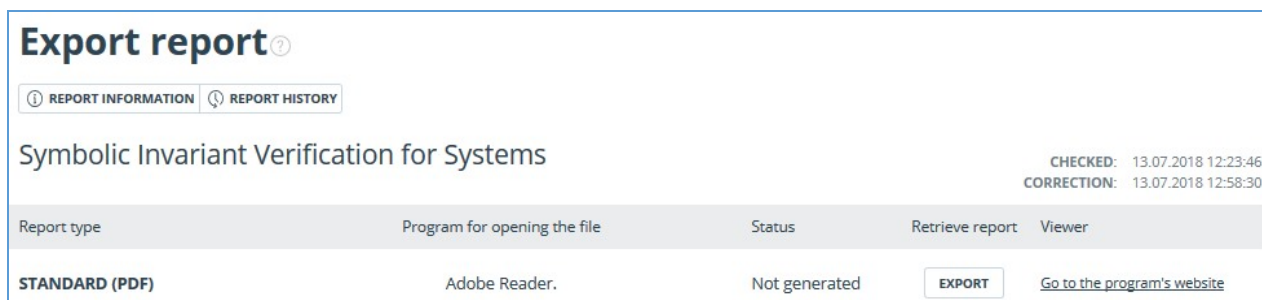 Export report
REPORT INFORMATION REPORT HISTORY
Symbolic Invariant Verification for Systems
CHECKED: 13.07.2018 12:23:46
CORRECTION: 13.07.2018 12:58:30
Report type Program for opening the file Status Retrieve report Viewer
STANDARD (PDF) Adobe Reader. Not generated EXPORT Go to the program's website